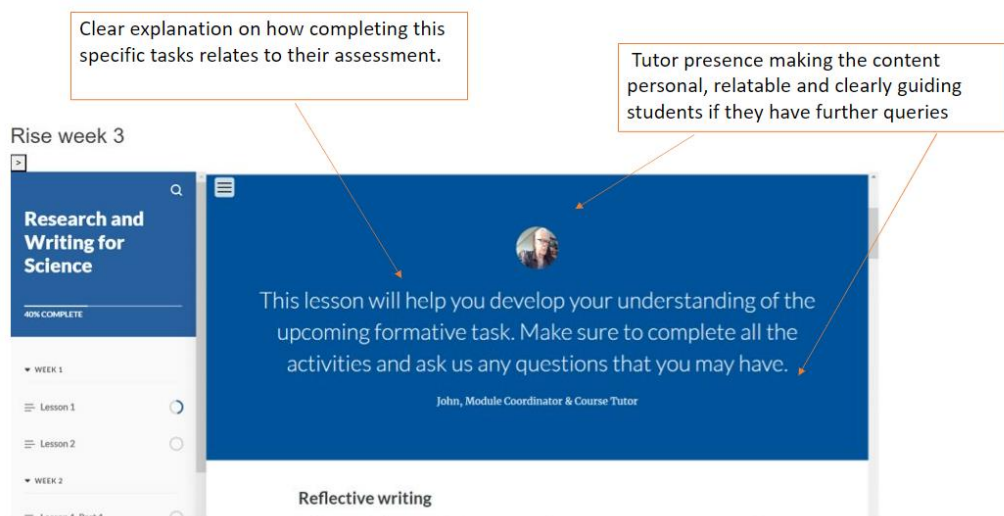 Clear explanation on how completing this
specific tasks relates to their assessment.
Tutor presence making the content
personal, relatable and clearly guiding
students if they have further queries
Rise week 3
>
Research and
Writing for
Science
40% COMPLETE
WEEK 1
Lesson 1
Lesson 2
WEEK 2
This lesson will help you develop your understanding of the
upcoming formative task. Make sure to complete all the
activities and ask us any questions that you may have.
John, Module Coordinator & Course Tutor
Reflective writing